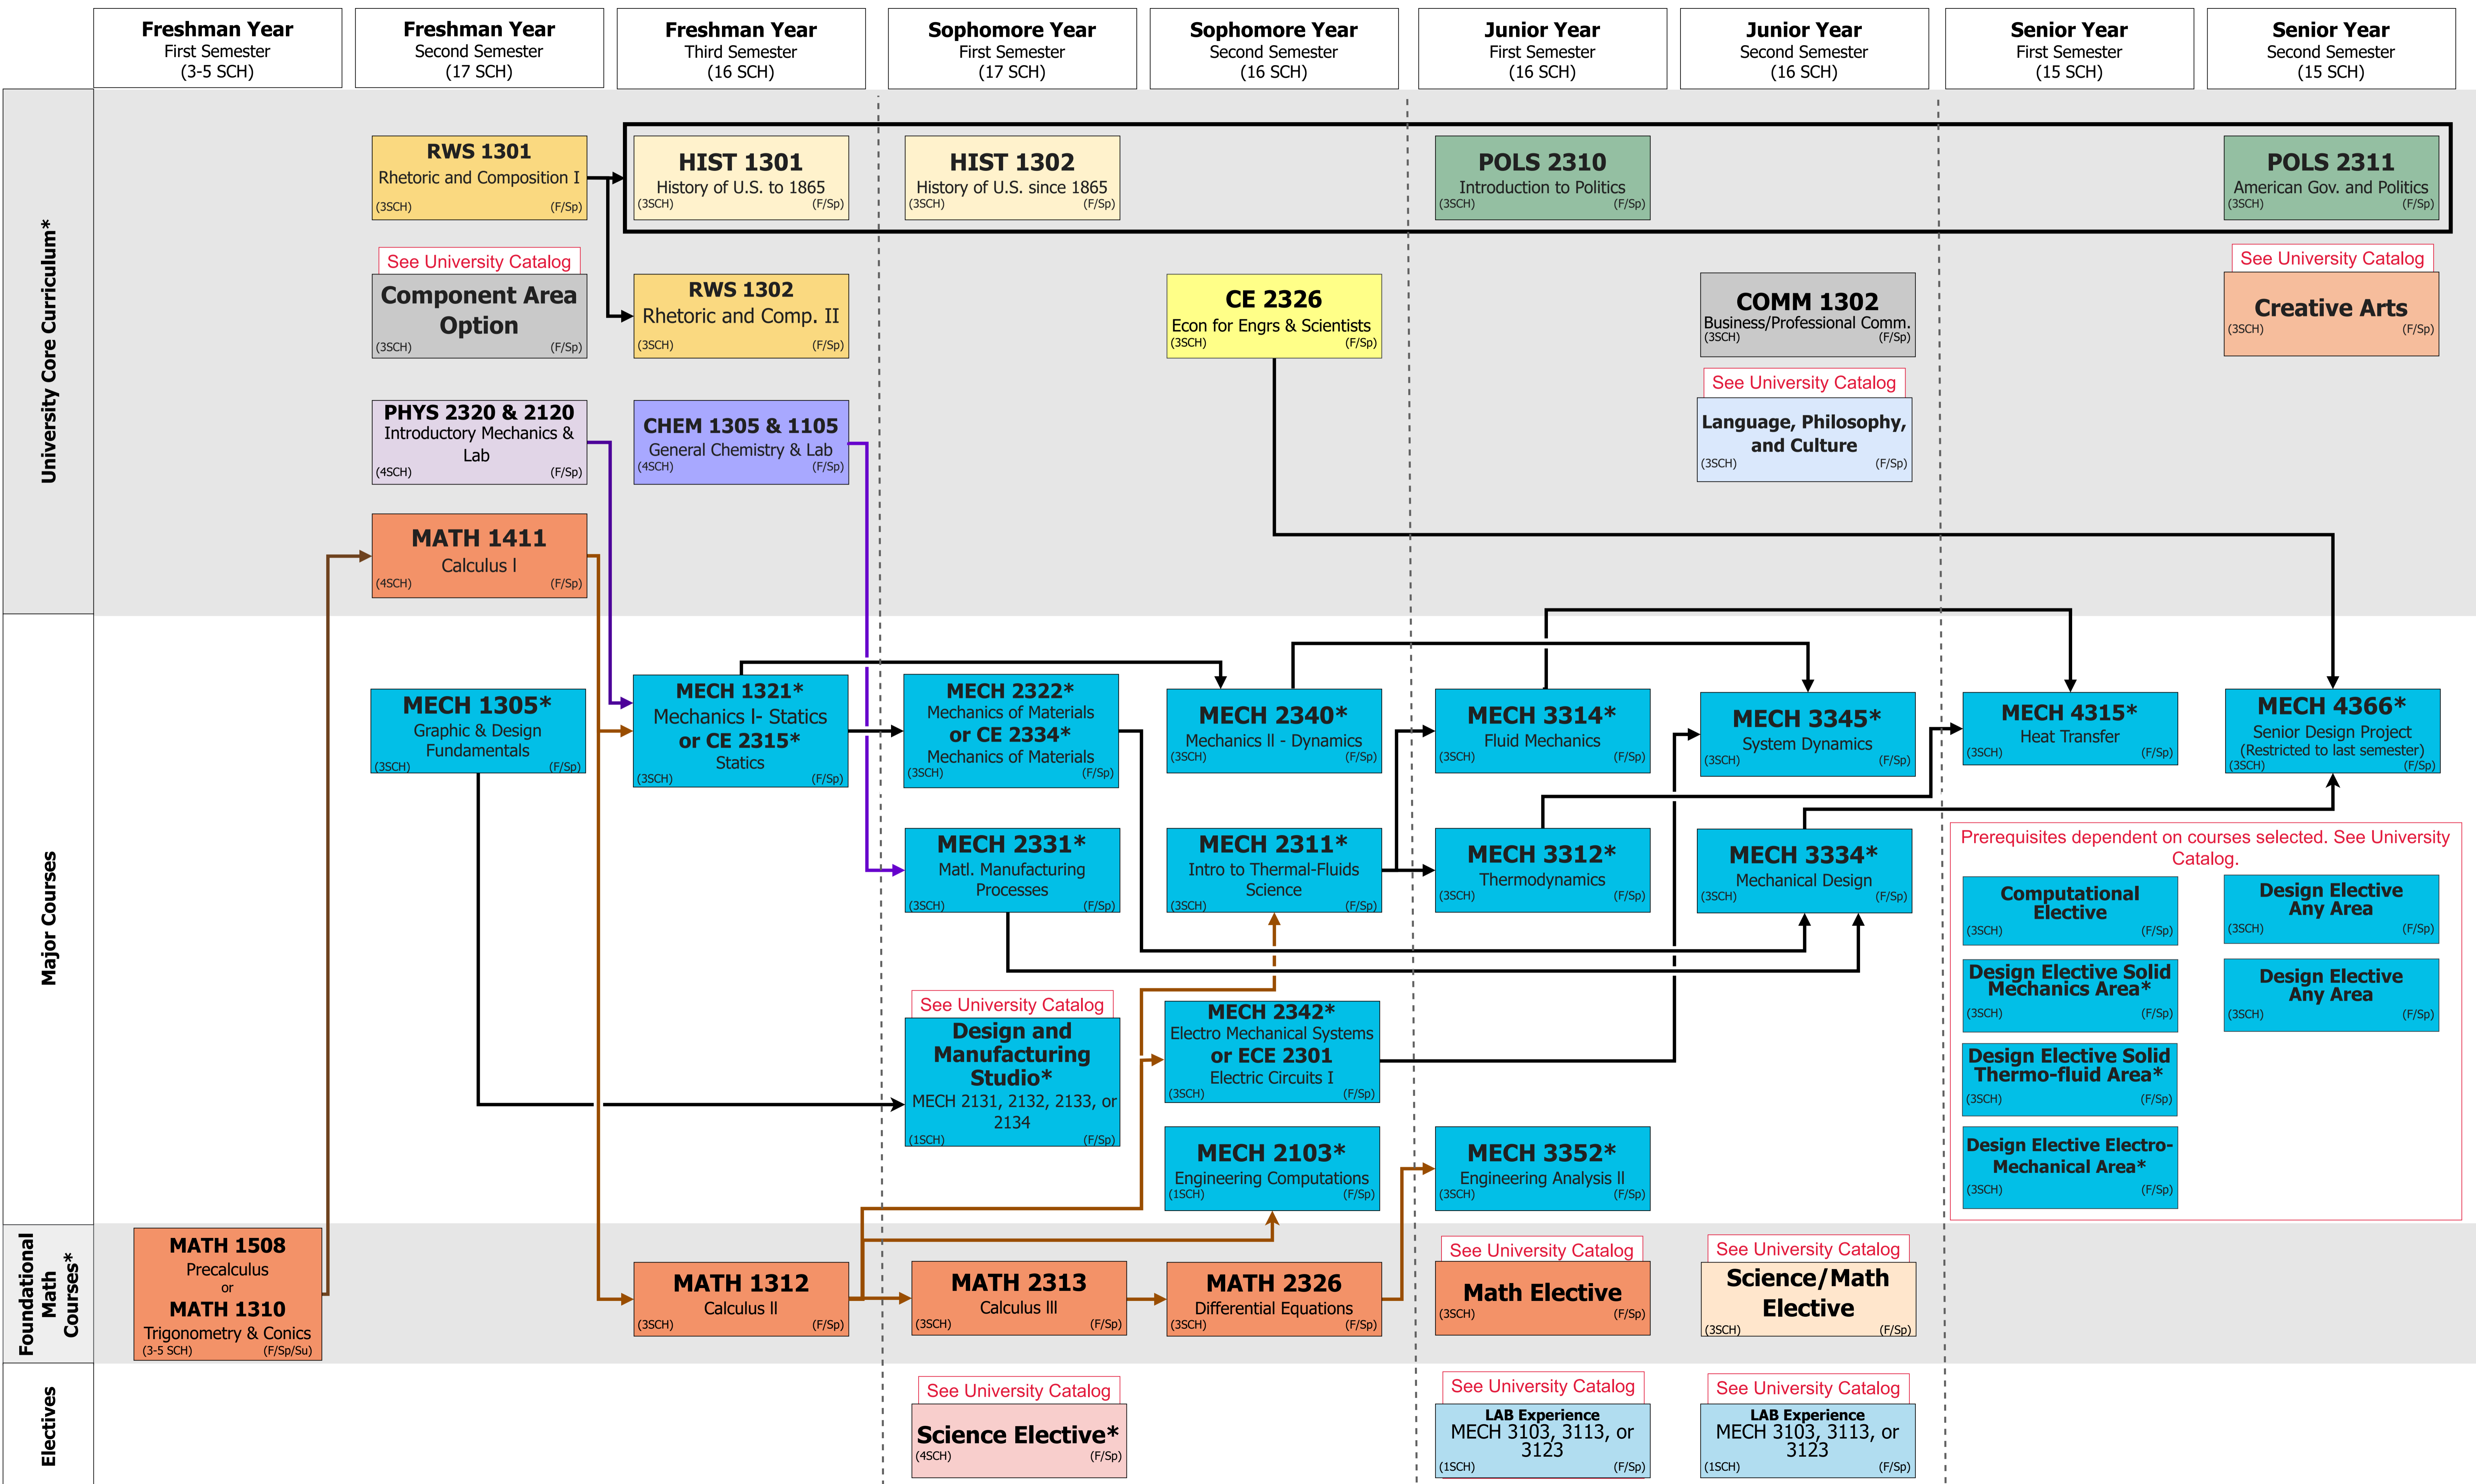 Freshman Year
First Semester
(3-5 SCH)
Freshman Year
Second Semester
(17 SCH)
Freshman Year
Third Semester
(16 SCH)
Sophomore Year
First Semester
(17 SCH)
Sophomore Year
Second Semester
(16 SCH)
Junior Year
First Semester
(16 SCH)
Junior Year
Second Semester
(16 SCH)
Senior Year
First Semester
(15 SCH)
Senior Year
Second Semester
(15 SCH)
University Core Curriculum*
RWS 1301
Rhetoric and Composition I
(3SCH) (F/Sp)
HIST 1301
History of U.S. to 1865
(3SCH) (F/Sp)
HIST 1302
History of U.S. since 1865
(3SCH) (F/Sp)
POLS 2310
Introduction to Politics
(3SCH) (F/Sp)
POLS 2311
American Gov. and Politics
(3SCH) (F/Sp)
See University Catalog
Component Area
Option
(3SCH) (F/Sp)
RWS 1302
Rhetoric and Comp. II
(3SCH) (F/Sp)
CE 2326
Econ for Engrs & Scientists
(3SCH) (F/Sp)
COMM 1302
Business/Professional Comm.
(3SCH) (F/Sp)
See University Catalog
Creative Arts
(3SCH) (F/Sp)
PHYS 2320 & 2120
Introductory Mechanics &
Lab
(4SCH) (F/Sp)
CHEM 1305 & 1105
General Chemistry & Lab
(4SCH) (F/Sp)
See University Catalog
Language, Philosophy,
and Culture
(3SCH) (F/Sp)
MATH 1411
Calculus I
(4SCH) (F/Sp)
Major Courses
MECH 1305*
Graphic & Design
Fundamentals
(3SCH) (F/Sp)
MECH 1321*
Mechanics I- Statics
or CE 2315*
Statics
(3SCH) (F/Sp)
MECH 2322*
Mechanics of Materials
or CE 2334*
Mechanics of Materials
(3SCH) (F/Sp)
MECH 2340*
Mechanics II - Dynamics
(3SCH) (F/Sp)
MECH 3314*
Fluid Mechanics
(3SCH) (F/Sp)
MECH 3345*
System Dynamics
(3SCH) (F/Sp)
MECH 4315*
Heat Transfer
(3SCH) (F/Sp)
MECH 4366*
Senior Design Project
(Restricted to last semester)
(3SCH) (F/Sp)
MECH 2331*
Matl. Manufacturing
Processes
(3SCH) (F/Sp)
MECH 2311*
Intro to Thermal-Fluids
Science
(3SCH) (F/Sp)
MECH 3312*
Thermodynamics
(3SCH) (F/Sp)
MECH 3334*
Mechanical Design
(3SCH) (F/Sp)
Prerequisites dependent on courses selected. See University
Catalog.
Computational
Elective
(3SCH) (F/Sp)
Design Elective
Any Area
(3SCH) (F/Sp)
Design Elective Solid
Mechanics Area*
(3SCH) (F/Sp)
Design Elective
Any Area
(3SCH) (F/Sp)
Design Elective Solid
Thermo-fluid Area*
(3SCH) (F/Sp)
Design Elective Electro-
Mechanical Area*
(3SCH) (F/Sp)
See University Catalog
Design and
Manufacturing
Studio*
MECH 2131, 2132, 2133, or
2134
(1SCH) (F/Sp)
MECH 2342*
Electro Mechanical Systems
or ECE 2301
Electric Circuits I
(3SCH) (F/Sp)
MECH 2103*
Engineering Computations
(1SCH) (F/Sp)
MECH 3352*
Engineering Analysis II
(3SCH) (F/Sp)
Foundational
Math
Courses*
MATH 1508
Precalculus
or
MATH 1310
Trigonometry & Conics
(3-5 SCH) (F/Sp/Su)
MATH 1312
Calculus II
(3SCH) (F/Sp)
MATH 2313
Calculus III
(3SCH) (F/Sp)
MATH 2326
Differential Equations
(3SCH) (F/Sp)
See University Catalog
Math Elective
(3SCH) (F/Sp)
See University Catalog
Science/Math
Elective
(3SCH) (F/Sp)
Electives
See University Catalog
Science Elective*
(4SCH) (F/Sp)
See University Catalog
LAB Experience
MECH 3103, 3113, or
3123
(1SCH) (F/Sp)
See University Catalog
LAB Experience
MECH 3103, 3113, or
3123
(1SCH) (F/Sp)